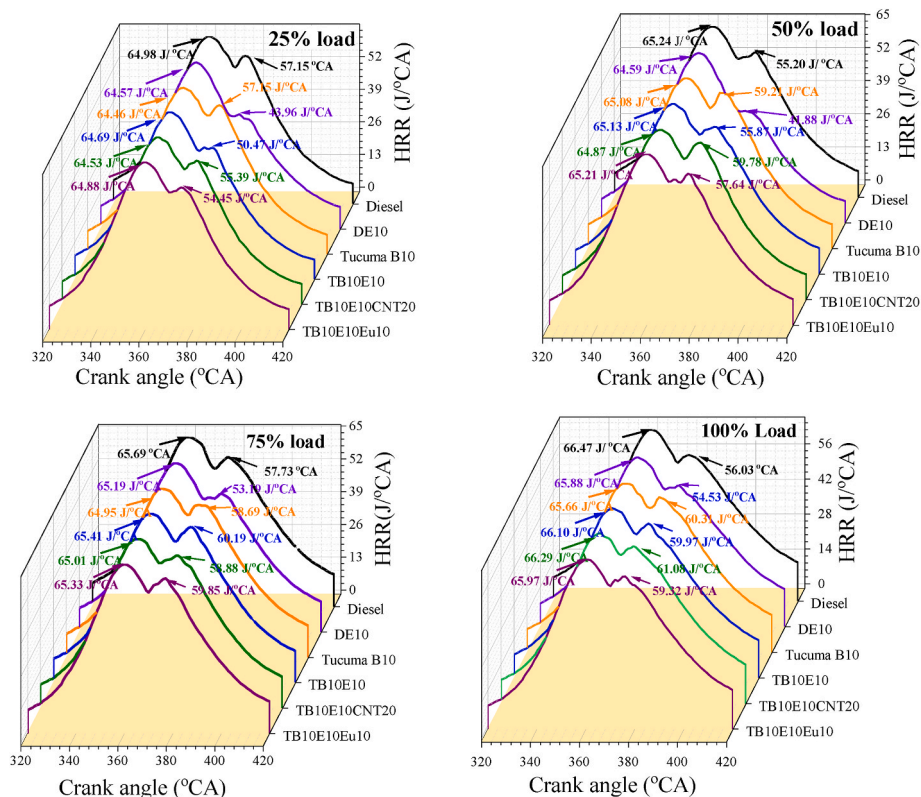 25% load
64.98 J/°CA
57.15 °CA
64.57 J/°CA
57.15 J/°CA
64.46 J/°CA
43.96 J/°CA
64.69 J/°CA
50.47 J/°CA
64.53 J/°CA
55.39 J/°CA
64.88 J/°CA
54.45 J/°CA
52
39
26
13
0
HRR (J/°CA)
Diesel
DE10
Tucuma B10
TB10E10
TB10E10CNT20
TB10E10Eu10
320 340 360 380 400 420
Crank angle (°CA)
50% load
65.24 J/°CA
55.20 J/°CA
64.59 J/°CA
59.21 J/°CA
65.08 J/°CA
41.88 J/°CA
65.13 J/°CA
55.87 J/°CA
64.87 J/°CA
65.21 J/°CA
57.64 J/°CA
65
52
39
26
13
0
HRR (J/°CA)
Diesel
DE10
Tucuma B10
TB10E10
TB10E10CNT20
TB10E10Eu10
320 340 360 380 400 420
Crank angle (°CA)
75% load
65.69 °CA
57.73 °CA
65.19 J/°CA
53.19 J/°CA
64.95 J/°CA
58.69 J/°CA
65.41 J/°CA
60.19 J/°CA
65.01 J/°CA
65.33 J/°CA
59.85 J/°CA
65
52
39
26
13
0
HRR(J/°CA)
Diesel
DE10
Tucuma B10
TB10E10
TB10E10CNT20
TB10E10Eu10
320 340 360 380 400 420
Crank angle (°CA)
100% Load
66.47 J/°CA
56.03 °CA
65.88 J/°CA
54.53 J/°CA
65.66 J/°CA
60.31 J/°CA
66.10 J/°CA
59.97 J/°CA
66.29 J/°CA
61.08 J/°CA
65.97 J/°CA
59.32 J/°CA
56
42
28
14
0
HRR (J/°CA)
Diesel
DE10
Tucuma B10
TB10E10
TB10E10CNT20
TB10E10Eu10
320 340 360 380 400 420
Crank angle (°CA)